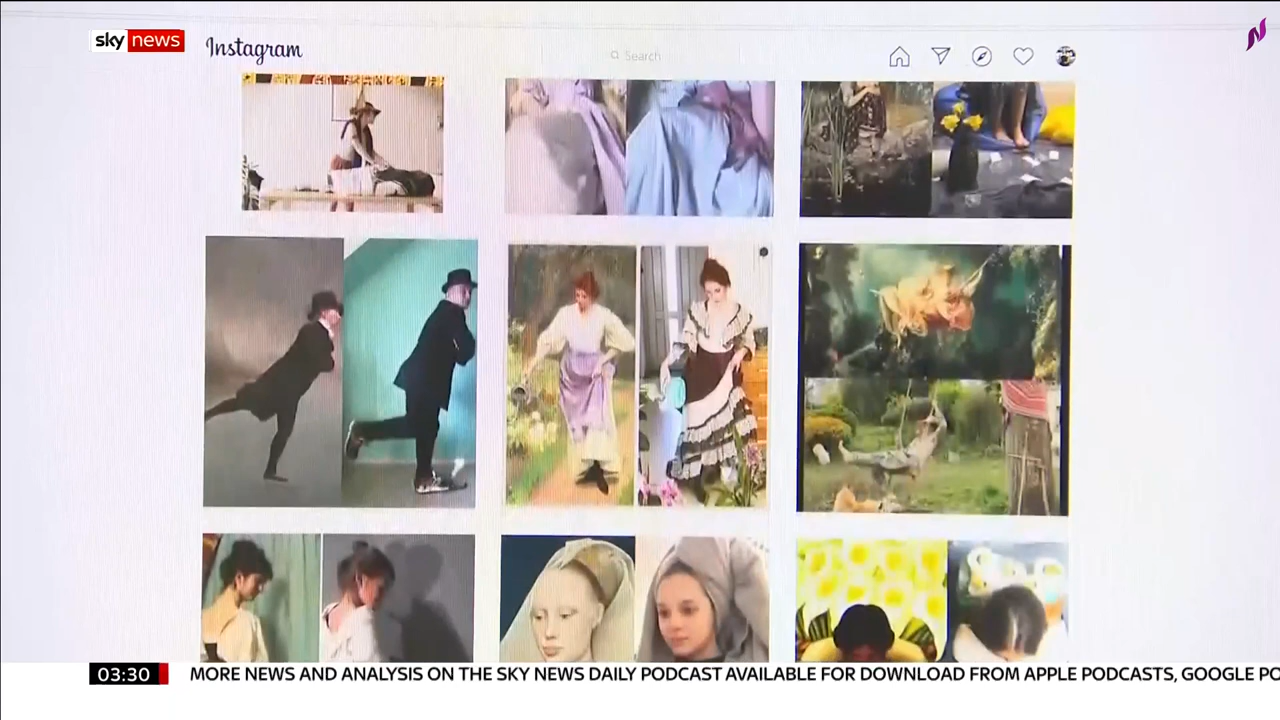 sky news
Instagram
Search
03:30
MORE NEWS AND ANALYSIS ON THE SKY NEWS DAILY PODCAST AVAILABLE FOR DOWNLOAD FROM APPLE PODCASTS, GOOGLE PO